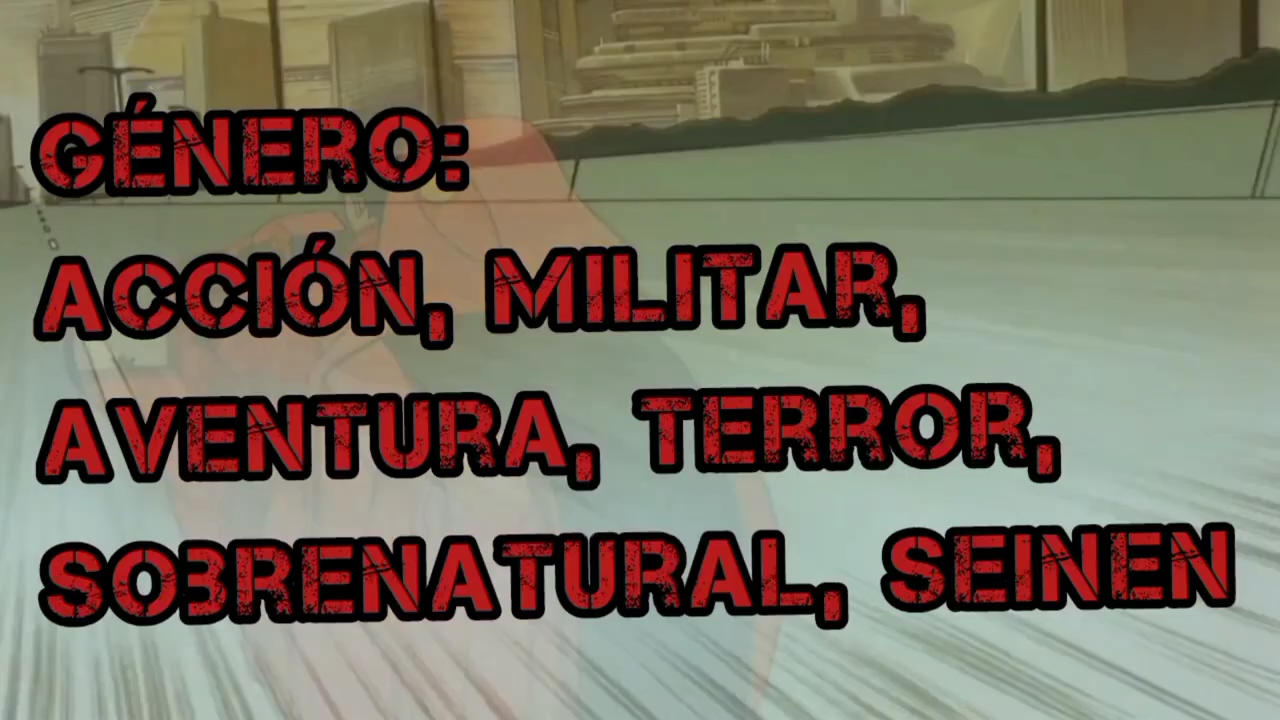 GÉNERO:
ACCIÓN, MILITAR,
AVENTURA, TERROR,
SOBRENATURAL, SEINEN